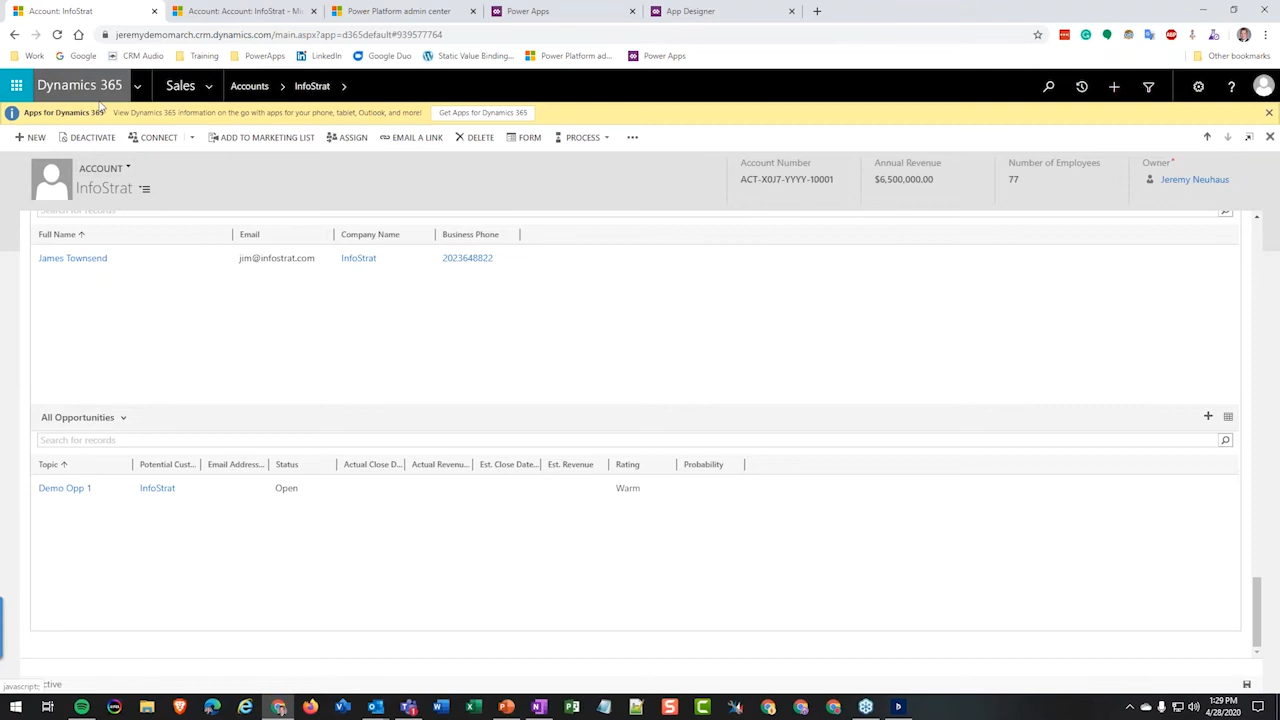 Account: InfoStrat
Account: Account: InfoStrat - Mic
Power Platform admin center
Power Apps
App Designer
jeremydemomarch.crm.dynamics.com/main.aspx?app=d365default#939577764
Work
Google
CRM Audio
Training
PowerApps
LinkedIn
Google Duo
Static Value Binding...
Power Platform ad...
Power Apps
Other bookmarks
Dynamics 365
Sales
Accounts
InfoStrat
Apps for Dynamics 365
View Dynamics 365 information on the go with apps for your phone, tablet, Outlook, and more!
Get Apps for Dynamics 365
NEW
DEACTIVATE
CONNECT
ADD TO MARKETING LIST
ASSIGN
EMAIL A LINK
DELETE
FORM
PROCESS
ACCOUNT
InfoStrat
Account Number
Annual Revenue
Number of Employees
Owner*
ACT-X0J7-YYYY-10001
$6,500,000.00
77
Jeremy Neuhaus
Search for records
Full Name
Email
Company Name
Business Phone
James Townsend
jim@infostrat.com
InfoStrat
2023648822
All Opportunities
Search for records
Topic
Potential Cust...
Email Address...
Status
Actual Close D...
Actual Revenu...
Est. Close Date...
Est. Revenue
Rating
Probability
Demo Opp 1
InfoStrat
Open
Warm
javascript:;
ctive
1:29 PM
4/28/2020